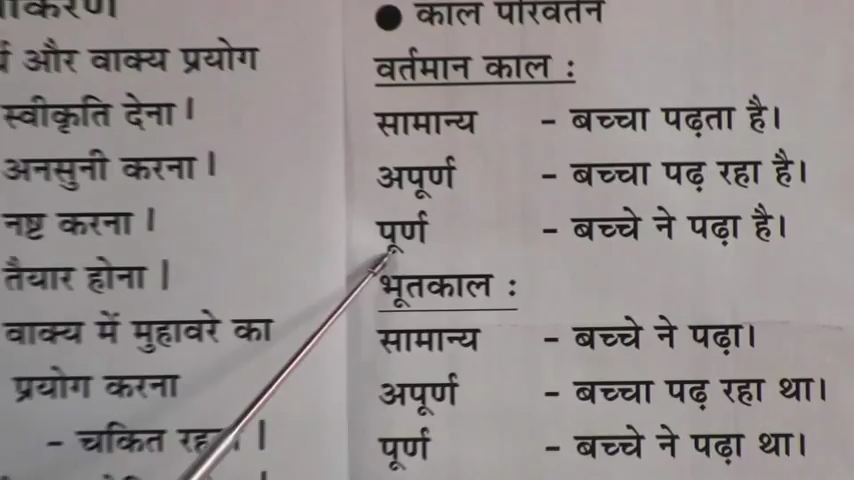 र्थ और वाक्य प्रयोग
स्वीकृति देना।
अनसुनी करना।
नष्ट करना।
तैयार होना।
वाक्य में मुहावरे का
प्रयोग करना
- चकित
● काल परिवर्तन
वर्तमान काल :
सामान्य - बच्चा पढ़ता है।
अपूर्ण - बच्चा पढ़ रहा है।
पूर्ण - बच्चे ने पढ़ा है।
भूतकाल :
सामान्य - बच्चे ने पढ़ा।
अपूर्ण - बच्चा पढ़ रहा था।
पूर्ण - बच्चे ने पढ़ा था।